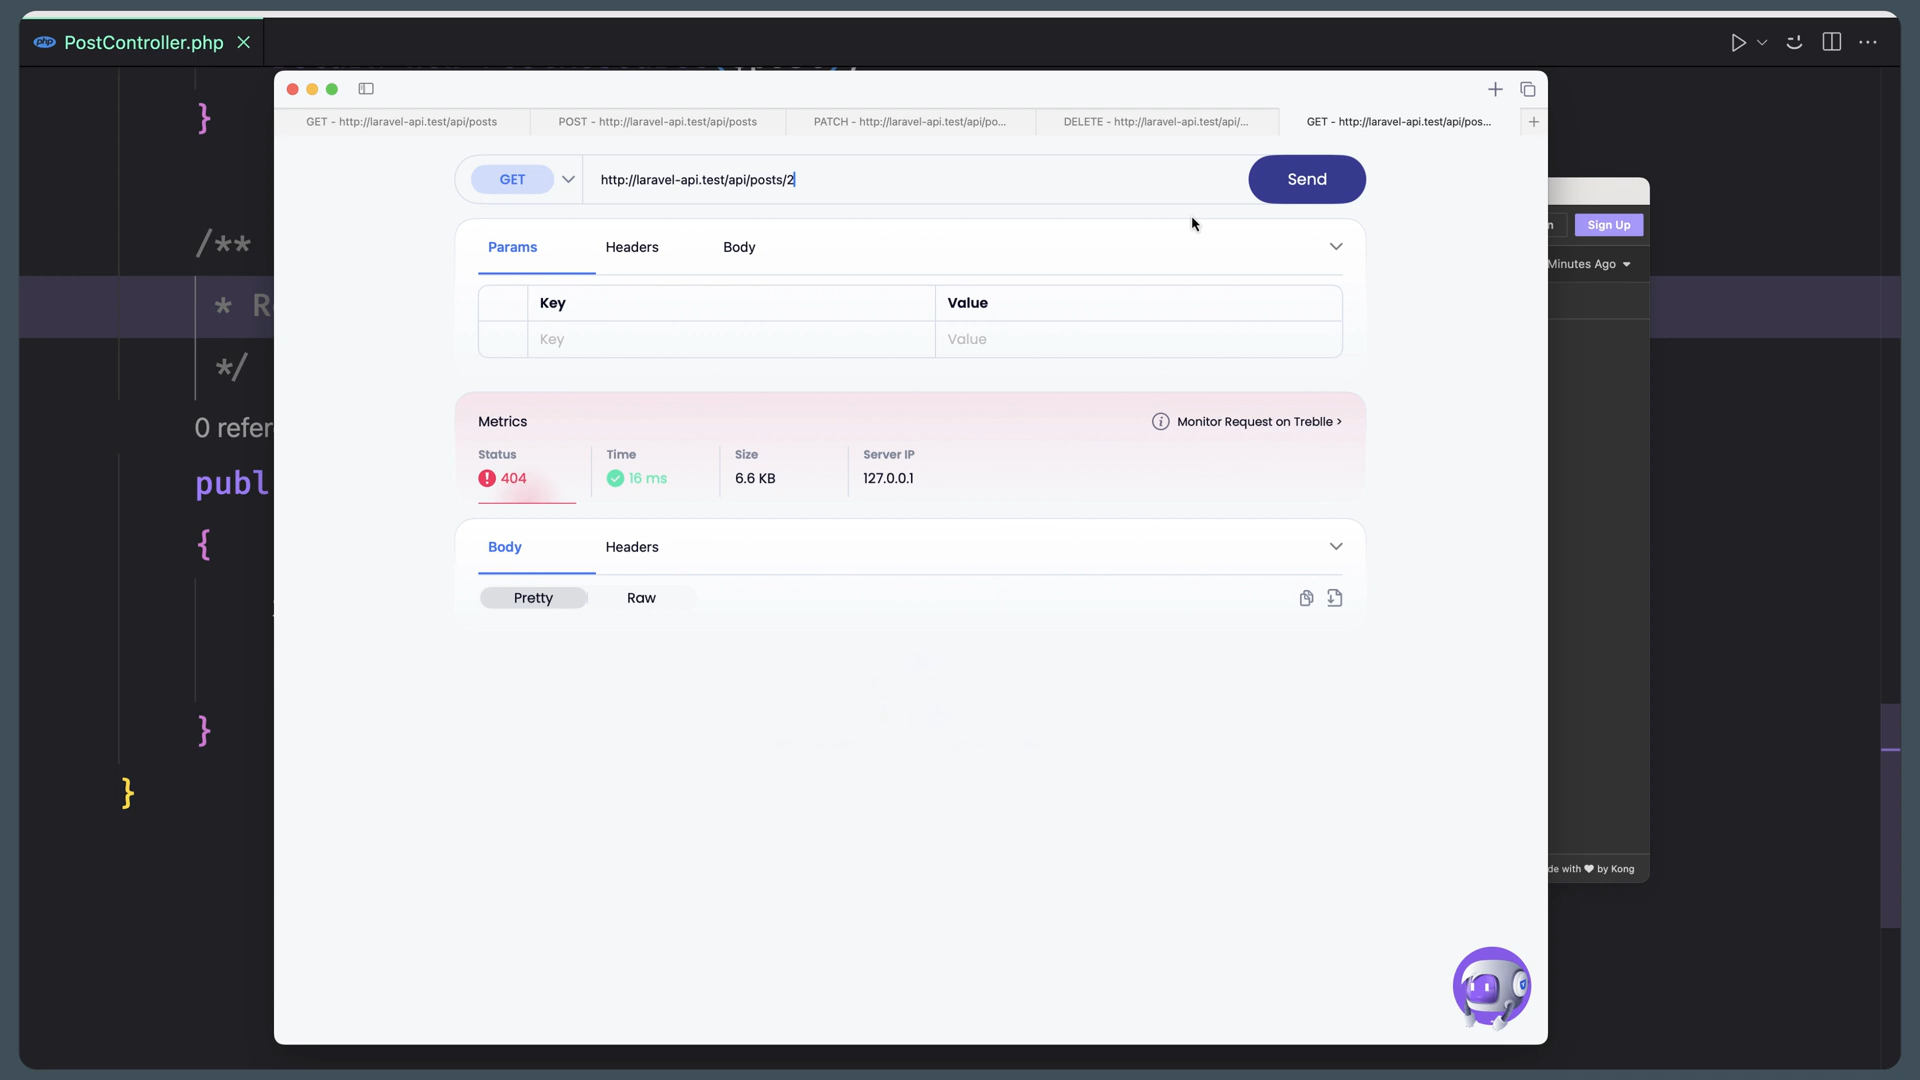 php PostController.php
}
GET - http://laravel-api.test/api/posts
POST - http://laravel-api.test/api/posts
PATCH - http://laravel-api.test/api/po...
DELETE - http://laravel-api.test/api/...
GET - http://laravel-api.test/api/pos...
GET
http://laravel-api.test/api/posts/2
Send
Sign Up
/**
Params
Headers
Body
Minutes Ago
* R
Key
Value
Key
Value
*/
0 refer
Metrics
Monitor Request on Treblle >
Status
Time
Size
Server IP
404
16 ms
6.6 KB
127.0.0.1
publ
{
Body
Headers
Pretty
Raw
}
}
de with ♥ by Kong